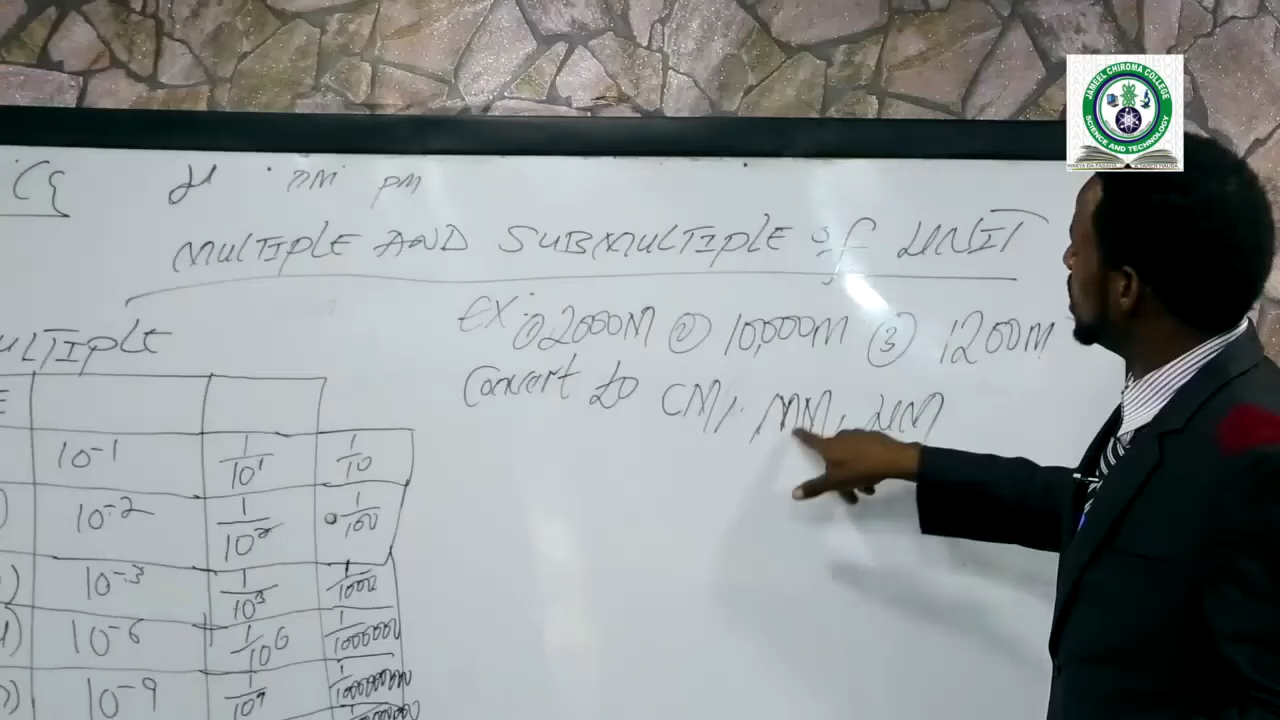 Cg μ nM pM
MULTIPLE AND SUBMULTIPLE of UNIT
EX: ① 2000M ② 10,000M ③ 1200M
Convert to CM, MM, μM
ULTIPLE
E
10-1 1/10¹ 1/10
10-2 1/10² 1/100
) 10-3 1/10³ 1/1000
) 10-6 1/10⁶
) 10-9 1/10⁹
JAMEEL CHIROMA COLLEGE
SCIENCE AND TECHNOLOGY